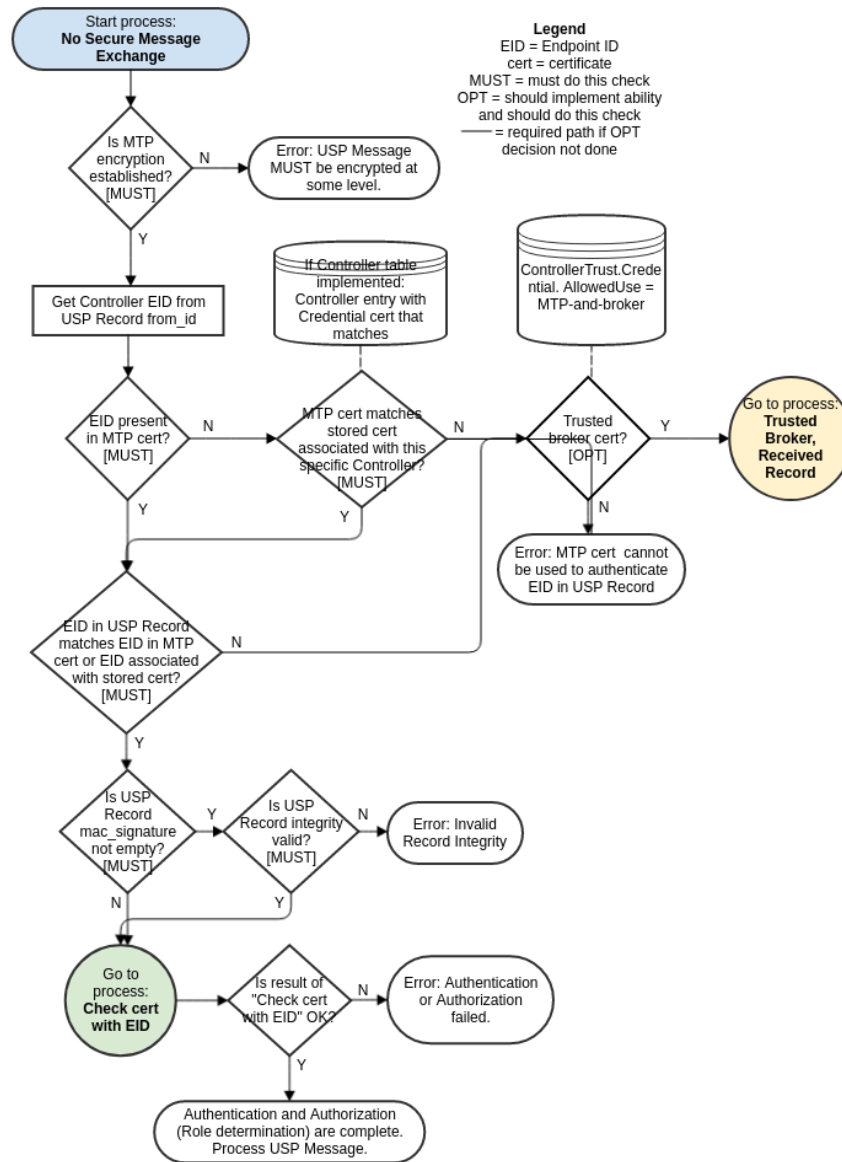 Start process:
No Secure Message
Exchange
Legend
EID = Endpoint ID
cert = certificate
MUST = must do this check
OPT = should implement ability
and should do this check
= required path if OPT
decision not done
Is MTP
encryption
established?
[MUST]
N
Error: USP Message
MUST be encrypted at
some level.
Y
Get Controller EID from
USP Record from_id
If Controller table
implemented:
Controller entry with
Credential cert that
matches
ControllerTrust.Crede
ntial. AllowedUse =
MTP-and-broker
EID present
in MTP cert?
[MUST]
N
MTP cert matches
stored cert
associated with this
specific Controller?
[MUST]
N
Trusted
broker cert?
[OPT]
Y
Go to process:
Trusted
Broker,
Received
Record
Y
Y
N
Error: MTP cert  cannot
be used to authenticate
EID in USP Record
EID in USP Record
matches EID in MTP
cert or EID associated
with stored cert?
[MUST]
N
Y
Is USP
Record
mac_signature
not empty?
[MUST]
Y
Is USP
Record integrity
valid?
[MUST]
N
Error: Invalid
Record Integrity
N
Y
Go to
process:
Check cert
with EID
Is result of
"Check cert
with EID" OK?
N
Error: Authentication
or Authorization
failed.
Y
Authentication and Authorization
(Role determination) are complete.
Process USP Message.